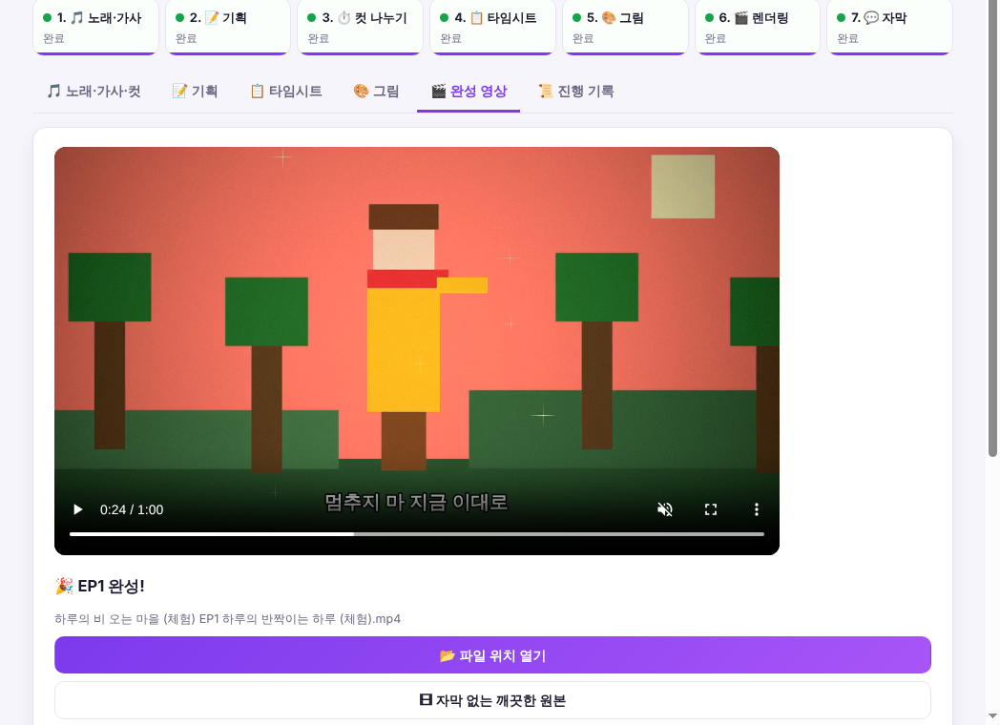 1. 🎵 노래·가사
완료
2. 📝 기획
완료
3. ⏱️ 컷 나누기
완료
4. 📋 타임시트
완료
5. 🎨 그림
완료
6. 🎬 렌더링
완료
7. 💬 자막
완료
🎵 노래·가사·컷 📝 기획 📋 타임시트 🎨 그림 🎬 완성 영상 📜 진행 기록
멈추지 마 지금 이대로
0:24 / 1:00
🎉 EP1 완성!
하루의 비 오는 마을 (체험) EP1 하루의 반짝이는 하루 (체험).mp4
📂 파일 위치 열기
🎞 자막 없는 깨끗한 원본